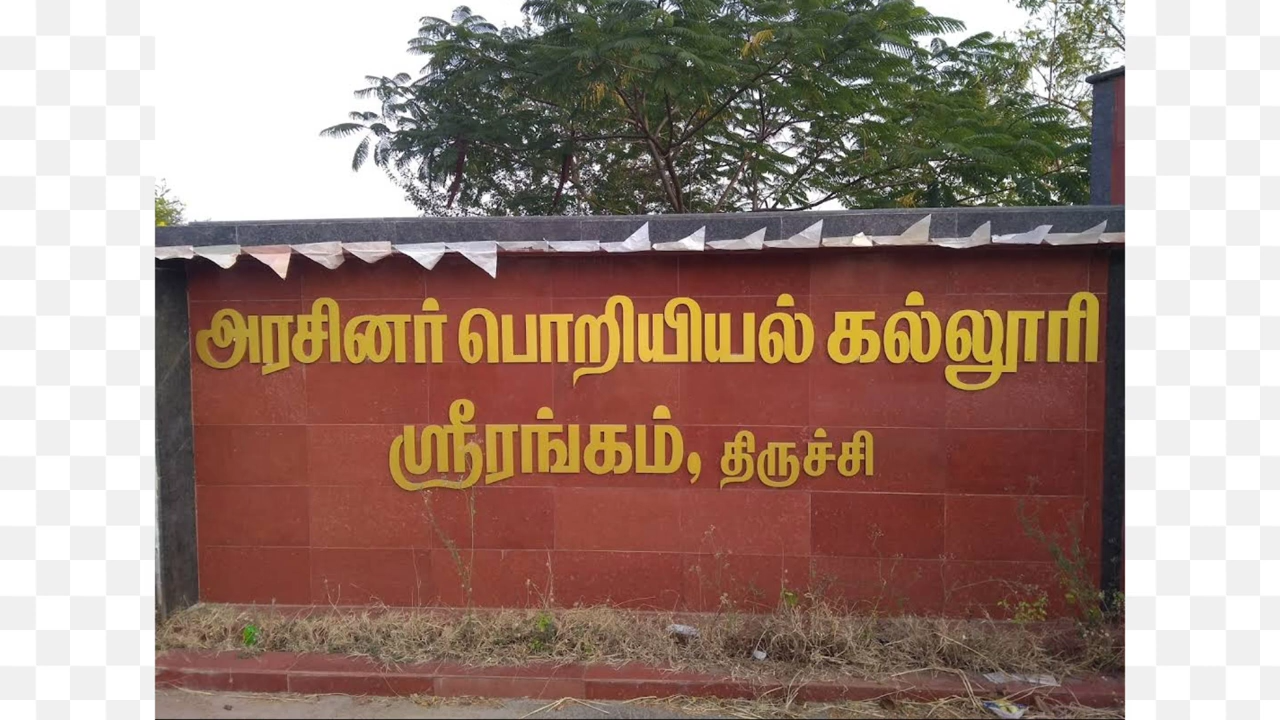 அரசினர் பொறியியல் கல்லூரி
ஸ்ரீரங்கம், திருச்சி